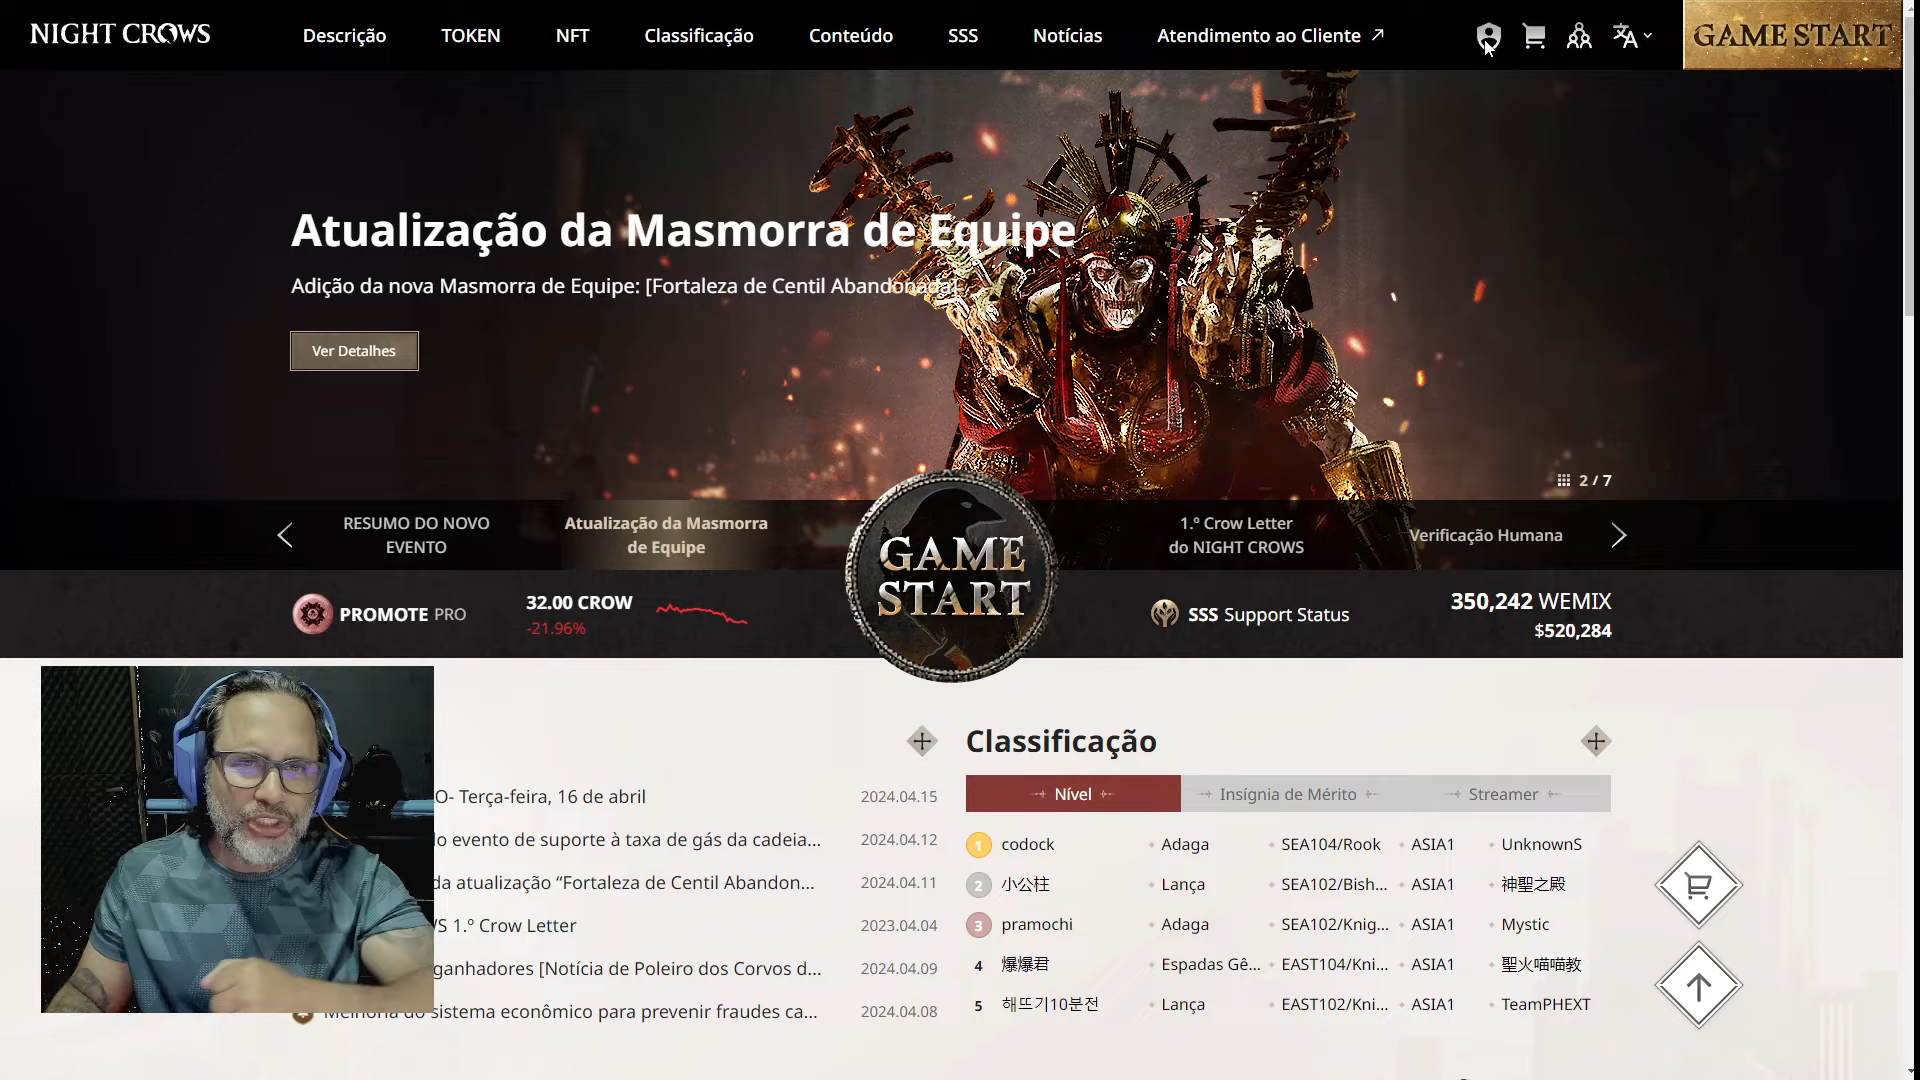 NIGHT CROWS
Descrição
TOKEN
NFT
Classificação
Conteúdo
SSS
Notícias
Atendimento ao Cliente
GAME START
Atualização da Masmorra de Equipe
Adição da nova Masmorra de Equipe: [Fortaleza de Centil Abandonada]
Ver Detalhes
2 / 7
RESUMO DO NOVO
EVENTO
Atualização da Masmorra
de Equipe
1.º Crow Letter
do NIGHT CROWS
Verificação Humana
GAME
START
PROMOTE PRO
32.00 CROW
-21.96%
SSS Support Status
350,242 WEMIX
$520,284
O- Terça-feira, 16 de abril 2024.04.15
lo evento de suporte à taxa de gás da cadeia... 2024.04.12
da atualização “Fortaleza de Centil Abandon... 2024.04.11
/S 1.º Crow Letter 2023.04.04
ganhadores [Notícia de Poleiro dos Corvos d... 2024.04.09
Melhoria do sistema econômico para prevenir fraudes ca... 2024.04.08
Classificação
Nível
Insígnia de Mérito
Streamer
1 codock Adaga SEA104/Rook ASIA1 UnknownS
2 小公柱 Lança SEA102/Bish... ASIA1 神聖之殿
3 pramochi Adaga SEA102/Knig... ASIA1 Mystic
4 爆爆君 Espadas Gê... EAST104/Kni... ASIA1 聖火喵喵教
5 해뜨기10분전 Lança EAST102/Kni... ASIA1 TeamPHEXT